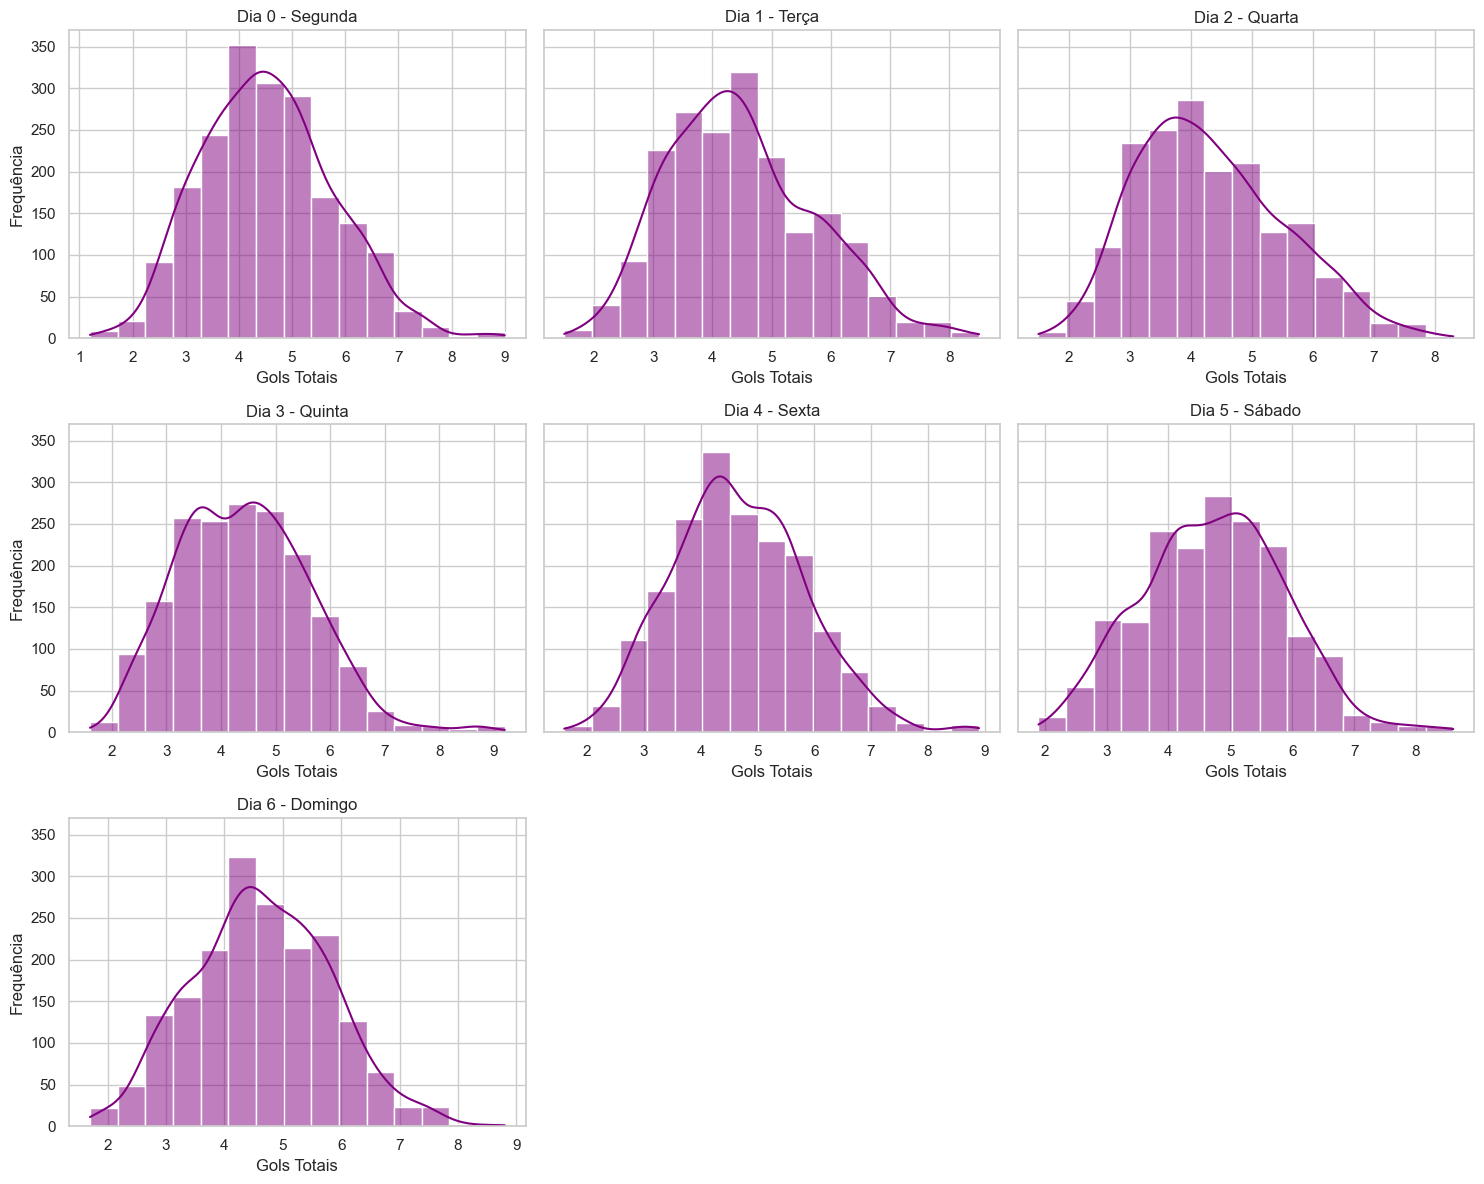 Dia 0 - Segunda
Dia 1 - Terça
Dia 2 - Quarta
350
300
250
200
150
100
50
0
Frequência
1 2 3 4 5 6 7 8 9
2 3 4 5 6 7 8
2 3 4 5 6 7 8
Gols Totais
Gols Totais
Gols Totais
Dia 3 - Quinta
Dia 4 - Sexta
Dia 5 - Sábado
350
300
250
200
150
100
50
0
Frequência
2 3 4 5 6 7 8 9
2 3 4 5 6 7 8 9
2 3 4 5 6 7 8
Gols Totais
Gols Totais
Gols Totais
Dia 6 - Domingo
350
300
250
200
150
100
50
0
Frequência
2 3 4 5 6 7 8 9
Gols Totais